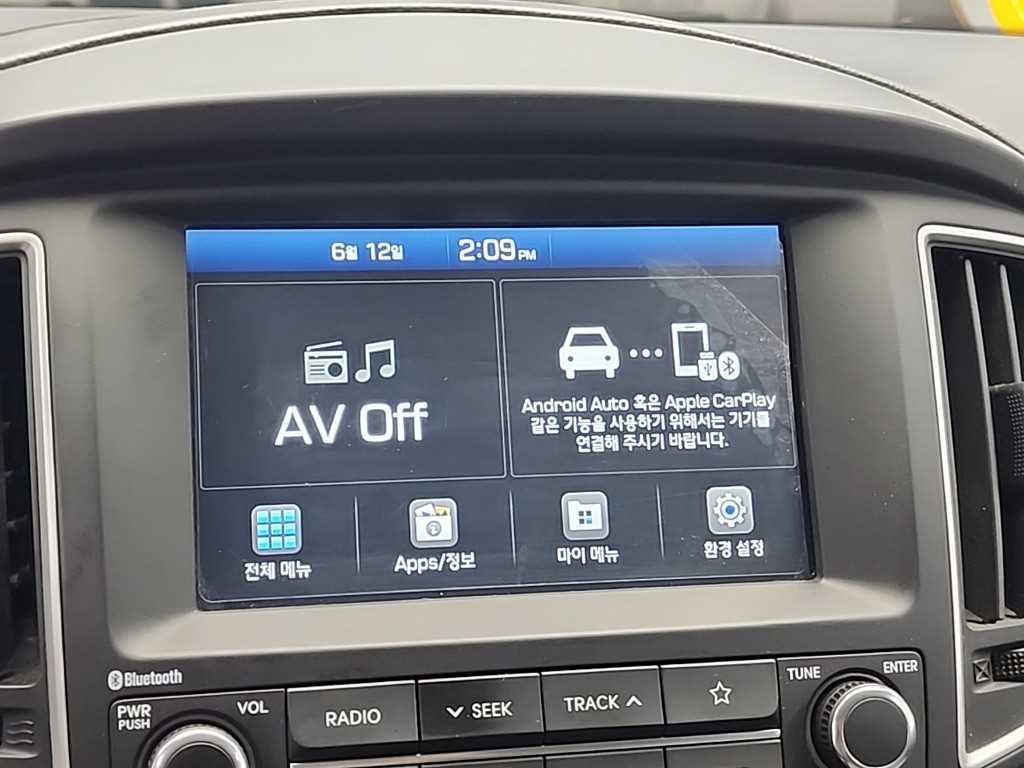 6월 12일 2:09 PM
AV Off
Android Auto 혹은 Apple CarPlay
같은 기능을 사용하기 위해서는 기기를
연결해 주시기 바랍니다.
전체 메뉴
Apps/정보
마이 메뉴
환경 설정
Bluetooth
PWR
PUSH
VOL
RADIO
SEEK
TRACK
TUNE
ENTER